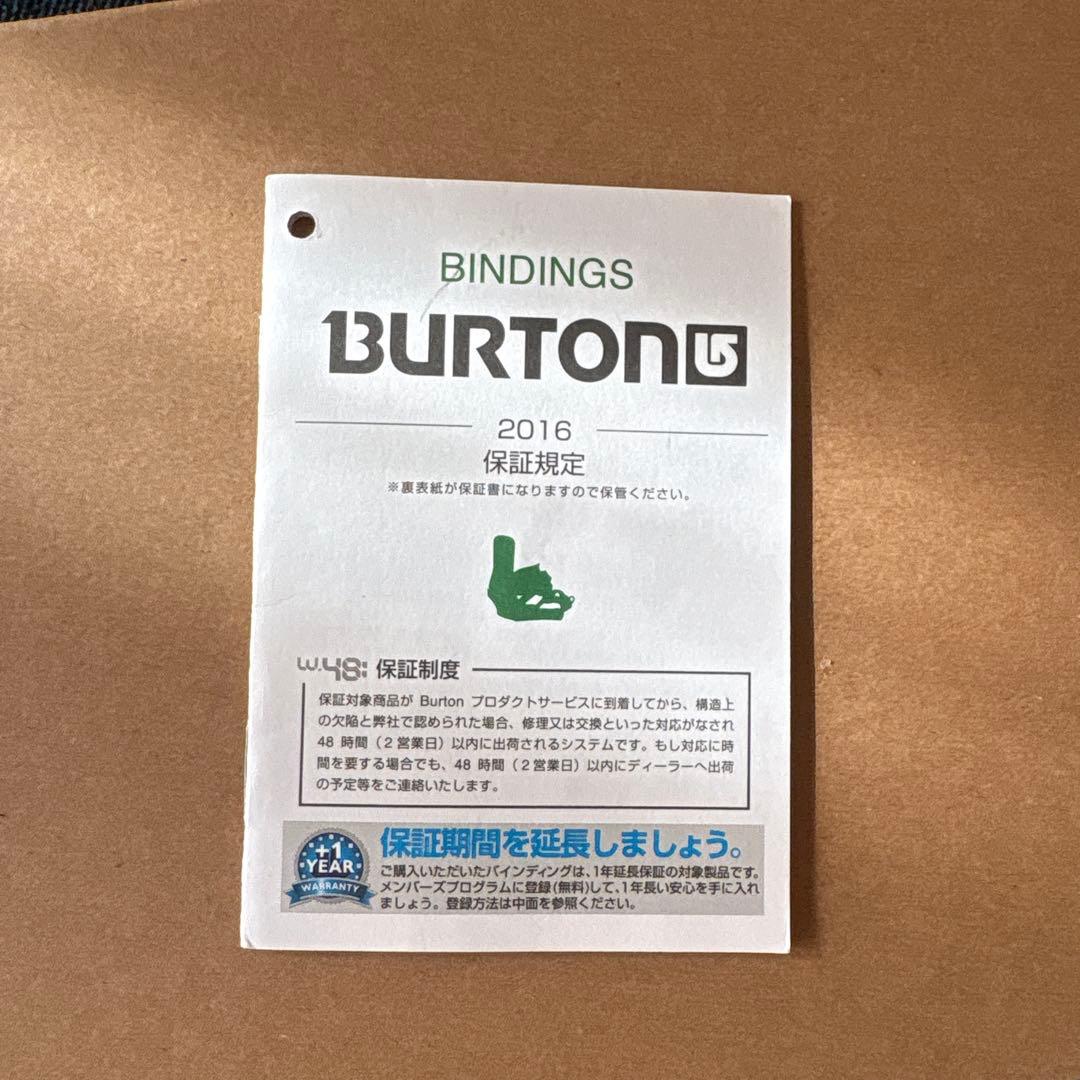 BINDINGS
BURTON
2016
保証規定
※裏表紙が保証書になりますので保管ください。
W.48: 保証制度
保証対象商品が Burton プロダクトサービスに到着してから、構造上
の欠陥と弊社で認められた場合、修理又は交換といった対応がなされ
48 時間（２営業日）以内に出荷されるシステムです。もし対応に時
間を要する場合でも、48 時間（２営業日）以内にディーラーへ出荷
の予定等をご連絡いたします。
+1
YEAR
WARRANTY
保証期間を延長しましょう。
ご購入いただいたバインディングは、1年延長保証の対象製品です。
メンバーズプログラムに登録(無料)して、1年長い安心を手に入れ
ましょう。登録方法は中面を参照ください。